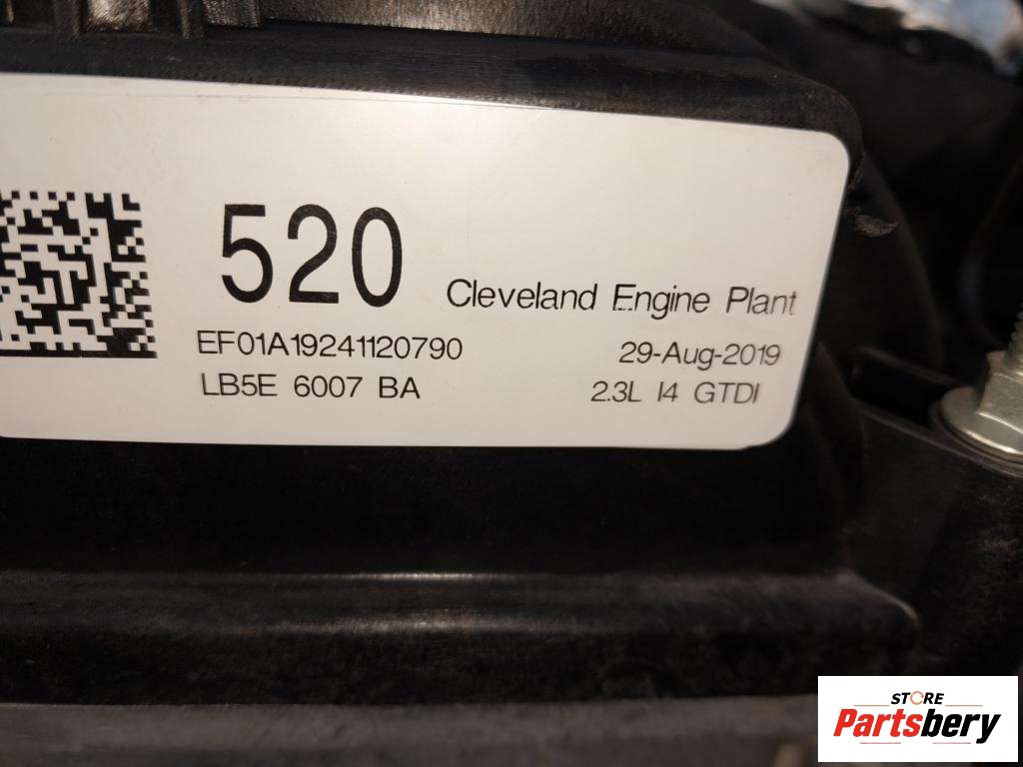 520
Cleveland Engine Plant
EF01A19241120790
29-Aug-2019
LB5E 6007 BA
2.3L I4 GTDI
STORE
Partsbery